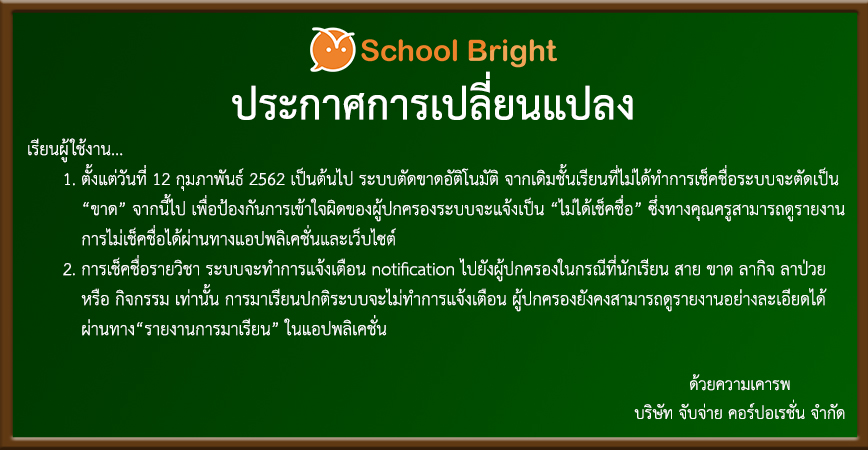 School Bright
ประกาศการเปลี่ยนแปลง
เรียนผู้ใช้งาน...
1. ตั้งแต่วันที่ 12 กุมภาพันธ์ 2562 เป็นต้นไป ระบบตัดขาดอัติโนมัติ จากเดิมชั้นเรียนที่ไม่ได้ทำการเช็คชื่อระบบจะตัดเป็น
“ขาด” จากนี้ไป เพื่อป้องกันการเข้าใจผิดของผู้ปกครองระบบจะแจ้งเป็น “ไม่ได้เช็คชื่อ” ซึ่งทางคุณครูสามารถดูรายงาน
การไม่เช็คชื่อได้ผ่านทางแอปพลิเคชั่นและเว็บไซต์
2. การเช็คชื่อรายวิชา ระบบจะทำการแจ้งเตือน notification ไปยังผู้ปกครองในกรณีที่นักเรียน สาย ขาด ลากิจ ลาป่วย
หรือ กิจกรรม เท่านั้น การมาเรียนปกติระบบจะไม่ทำการแจ้งเตือน ผู้ปกครองยังคงสามารถดูรายงานอย่างละเอียดได้
ผ่านทาง“รายงานการมาเรียน” ในแอปพลิเคชั่น
ด้วยความเคารพ
บริษัท จับจ่าย คอร์ปอเรชั่น จำกัด